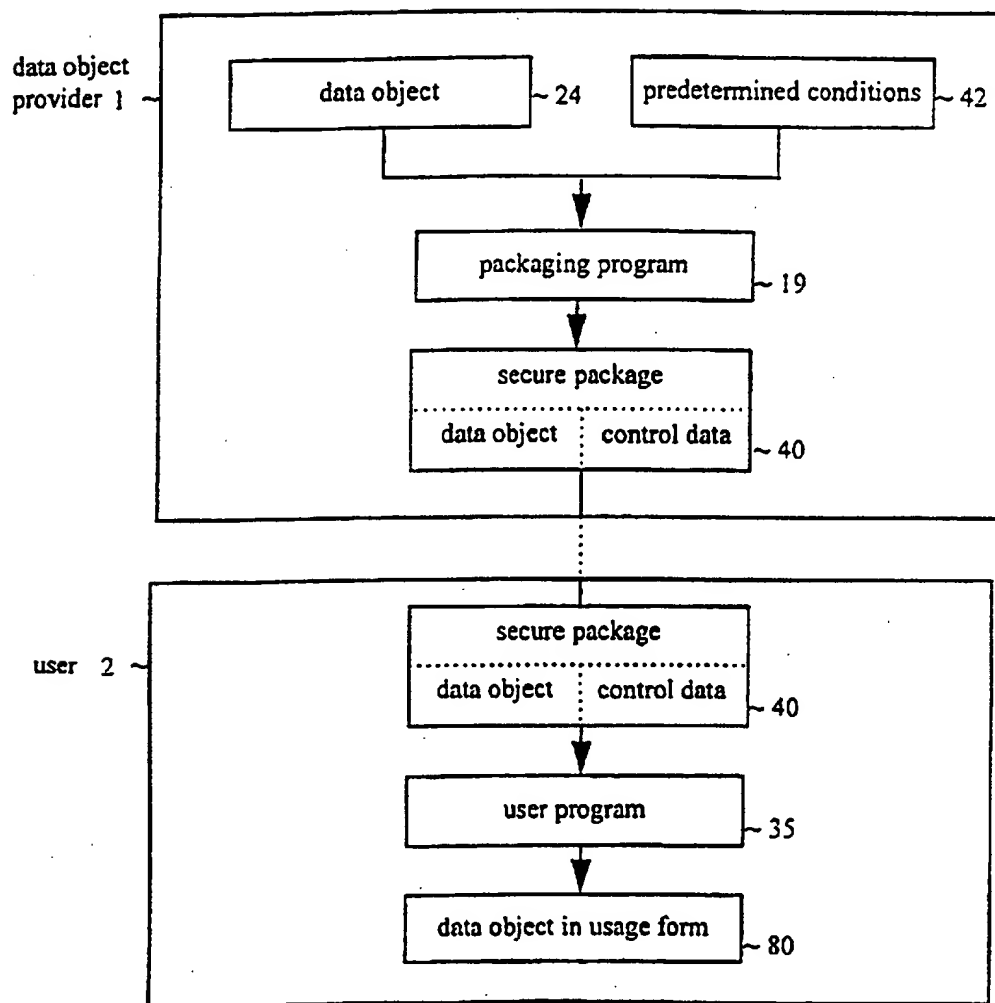 data object
provider 1
data object
~ 24
predetermined conditions
~ 42
packaging program
~ 19
secure package
data object
control data
~ 40
user 2
secure package
data object
control data
~ 40
user program
~ 35
data object in usage form
~ 80